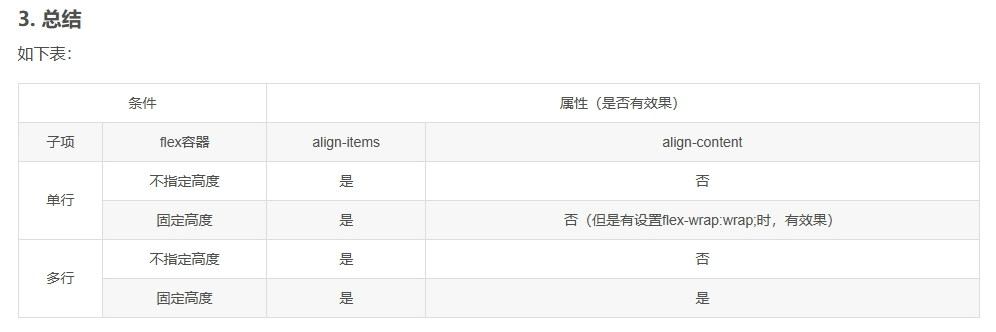 3. 总结
如下表：
条件 属性（是否有效果）
子项 flex容器 align-items align-content
单行 不指定高度 是 否
固定高度 是 否（但是有设置flex-wrap:wrap;时，有效果）
多行 不指定高度 是 否
固定高度 是 是